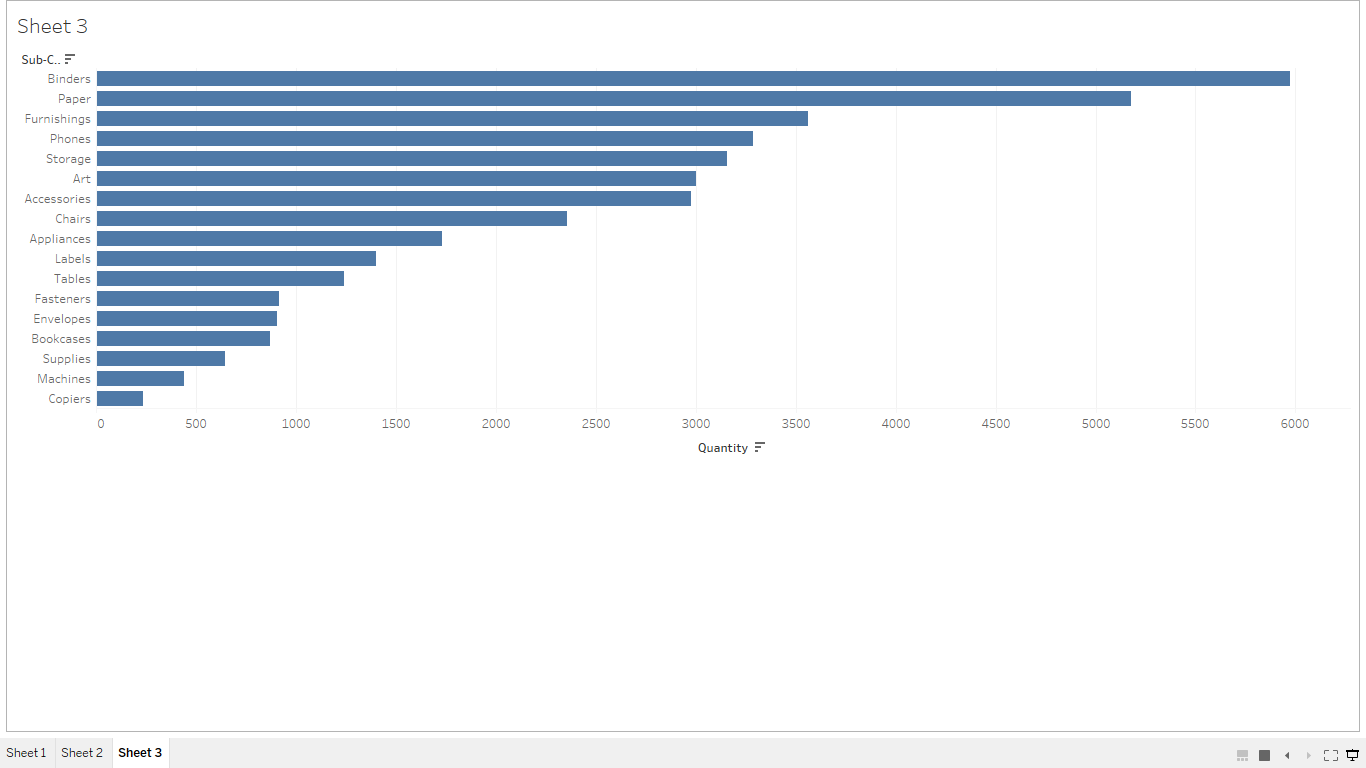 Sheet 3
Sub-C..
Binders
Paper
Furnishings
Phones
Storage
Art
Accessories
Chairs
Appliances
Labels
Tables
Fasteners
Envelopes
Bookcases
Supplies
Machines
Copiers
0 500 1000 1500 2000 2500 3000 3500 4000 4500 5000 5500 6000
Quantity
Sheet 1 Sheet 2 Sheet 3